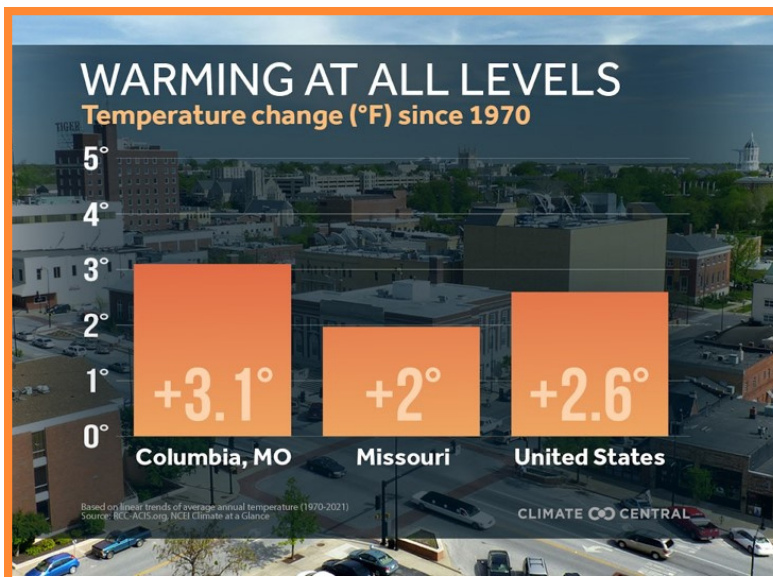 WARMING AT ALL LEVELS
Temperature change (°F) since 1970
TIGER
5°
4°
3°
2°
1°
0°
+3.1°
+2°
+2.6°
Columbia, MO
Missouri
United States
Based on linear trends of average annual temperature (1970-2021)
Source: RCC-ACIS.org, NCEI Climate at a Glance
CLIMATE CENTRAL